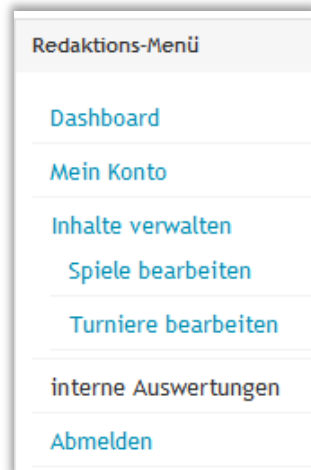 Redaktions-Menü
Dashboard
Mein Konto
Inhalte verwalten
Spiele bearbeiten
Turniere bearbeiten
interne Auswertungen
Abmelden